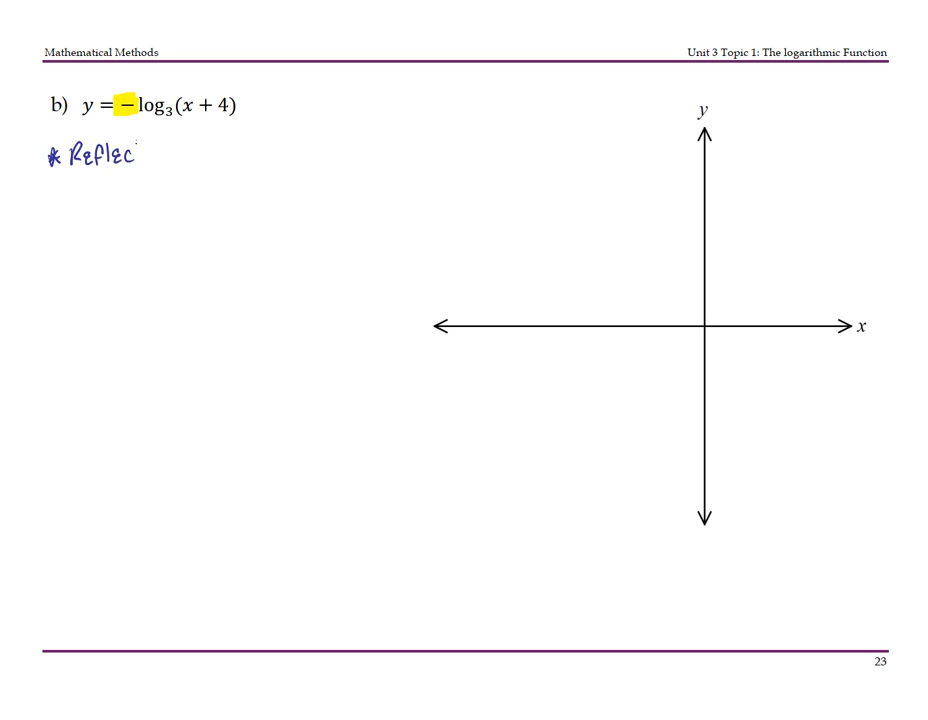 Mathematical Methods
Unit 3 Topic 1: The logarithmic Function
b) y = −log₃(x + 4)
* Reflec
y
x
23